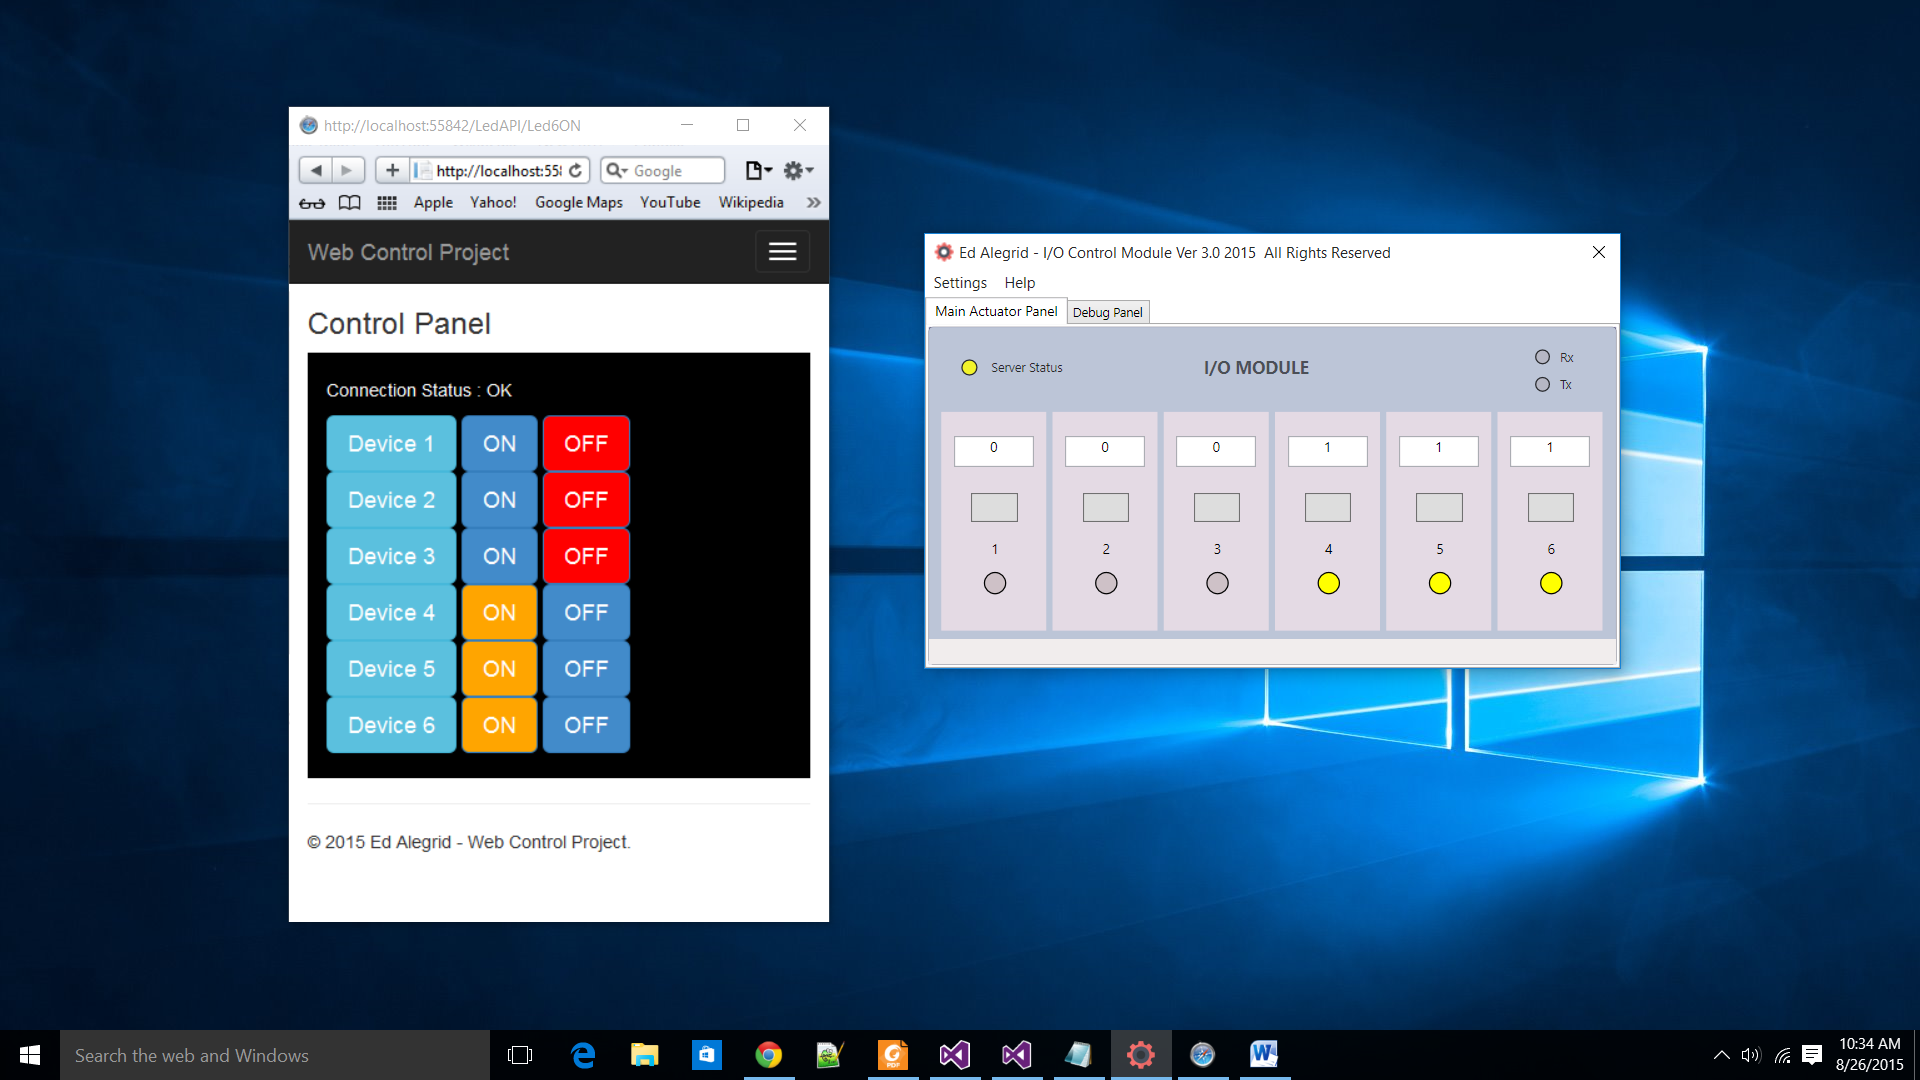 http://localhost:55842/LedAPI/Led6ON
http://localhost:55
Google
Apple Yahoo! Google Maps YouTube Wikipedia »
Web Control Project
Control Panel
Connection Status : OK
Device 1 ON OFF
Device 2 ON OFF
Device 3 ON OFF
Device 4 ON OFF
Device 5 ON OFF
Device 6 ON OFF
© 2015 Ed Alegrid - Web Control Project.
Ed Alegrid - I/O Control Module Ver 3.0 2015 All Rights Reserved
Settings Help
Main Actuator Panel Debug Panel
Server Status I/O MODULE Rx
Tx
0 0 0 1 1 1
1 2 3 4 5 6
Search the web and Windows
PDF
10:34 AM
8/26/2015